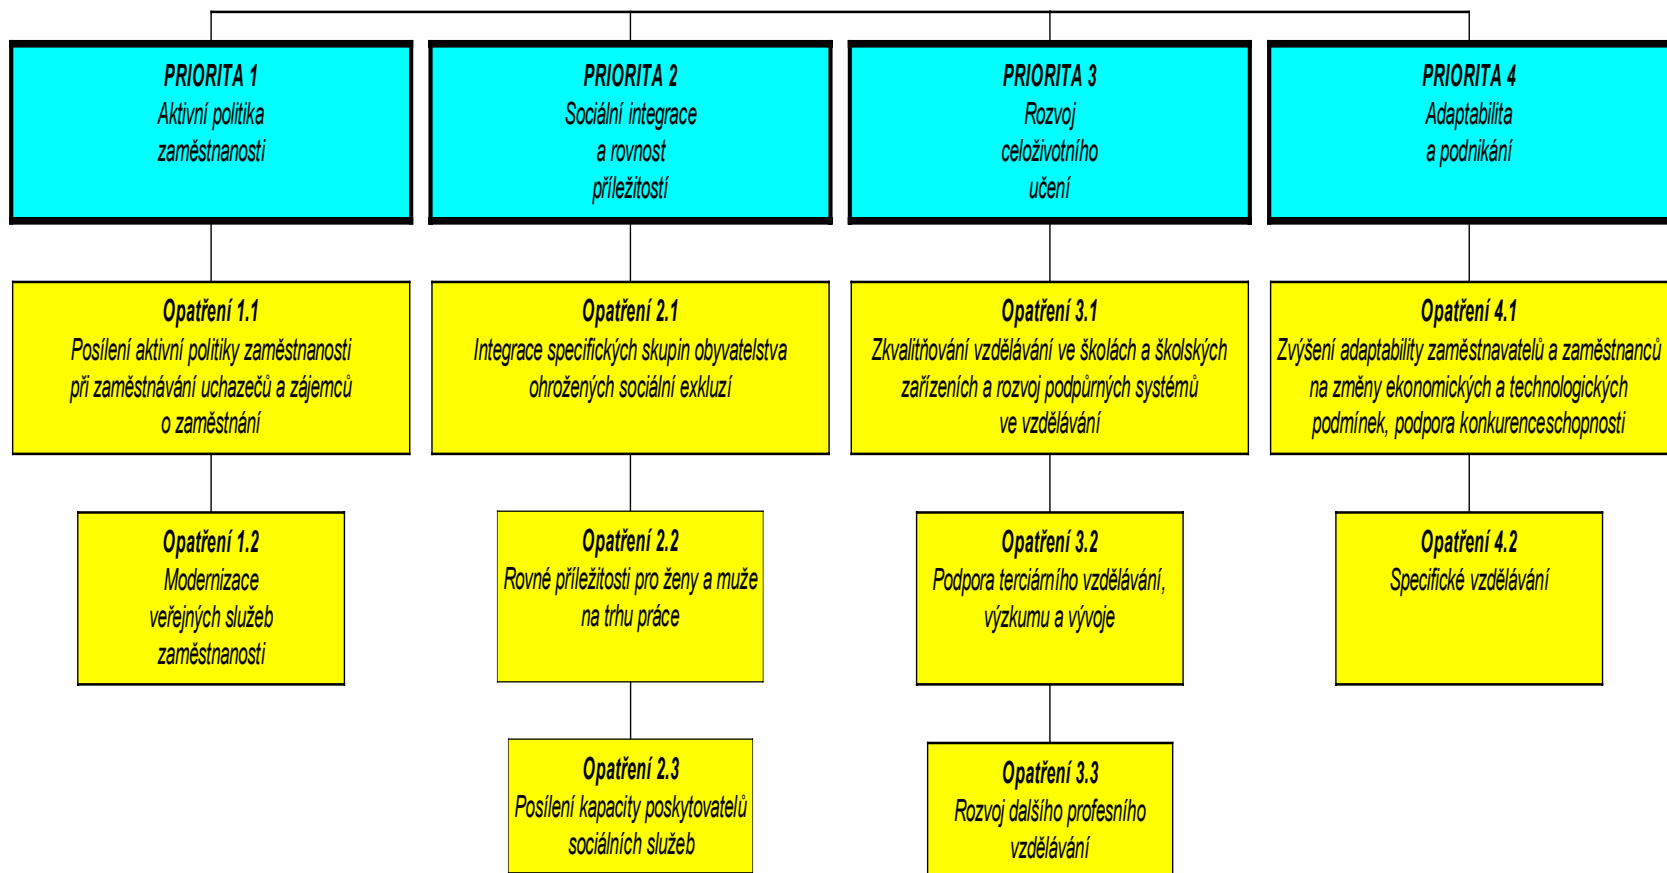 PRIORITA 1
Aktivní politika
zaměstnanosti
PRIORITA 2
Sociální integrace
a rovnost
příležitostí
PRIORITA 3
Rozvoj
celoživotního
učení
PRIORITA 4
Adaptabilita
a podnikání
Opatření 1.1
Posílení aktivní politiky zaměstnanosti
při zaměstnávání uchazečů a zájemců
o zaměstnání
Opatření 2.1
Integrace specifických skupin obyvatelstva
ohrožených sociální exkluzí
Opatření 3.1
Zkvalitňování vzdělávání ve školách a školských
zařízeních a rozvoj podpůrných systémů
ve vzdělávání
Opatření 4.1
Zvýšení adaptability zaměstnavatelů a zaměstnanců
na změny ekonomických a technologických
podmínek, podpora konkurenceschopnosti
Opatření 1.2
Modernizace
veřejných služeb
zaměstnanosti
Opatření 2.2
Rovné příležitosti pro ženy a muže
na trhu práce
Opatření 3.2
Podpora terciárního vzdělávání,
výzkumu a vývoje
Opatření 4.2
Specifické vzdělávání
Opatření 2.3
Posílení kapacity poskytovatelů
sociálních služeb
Opatření 3.3
Rozvoj dalšího profesního
vzdělávání